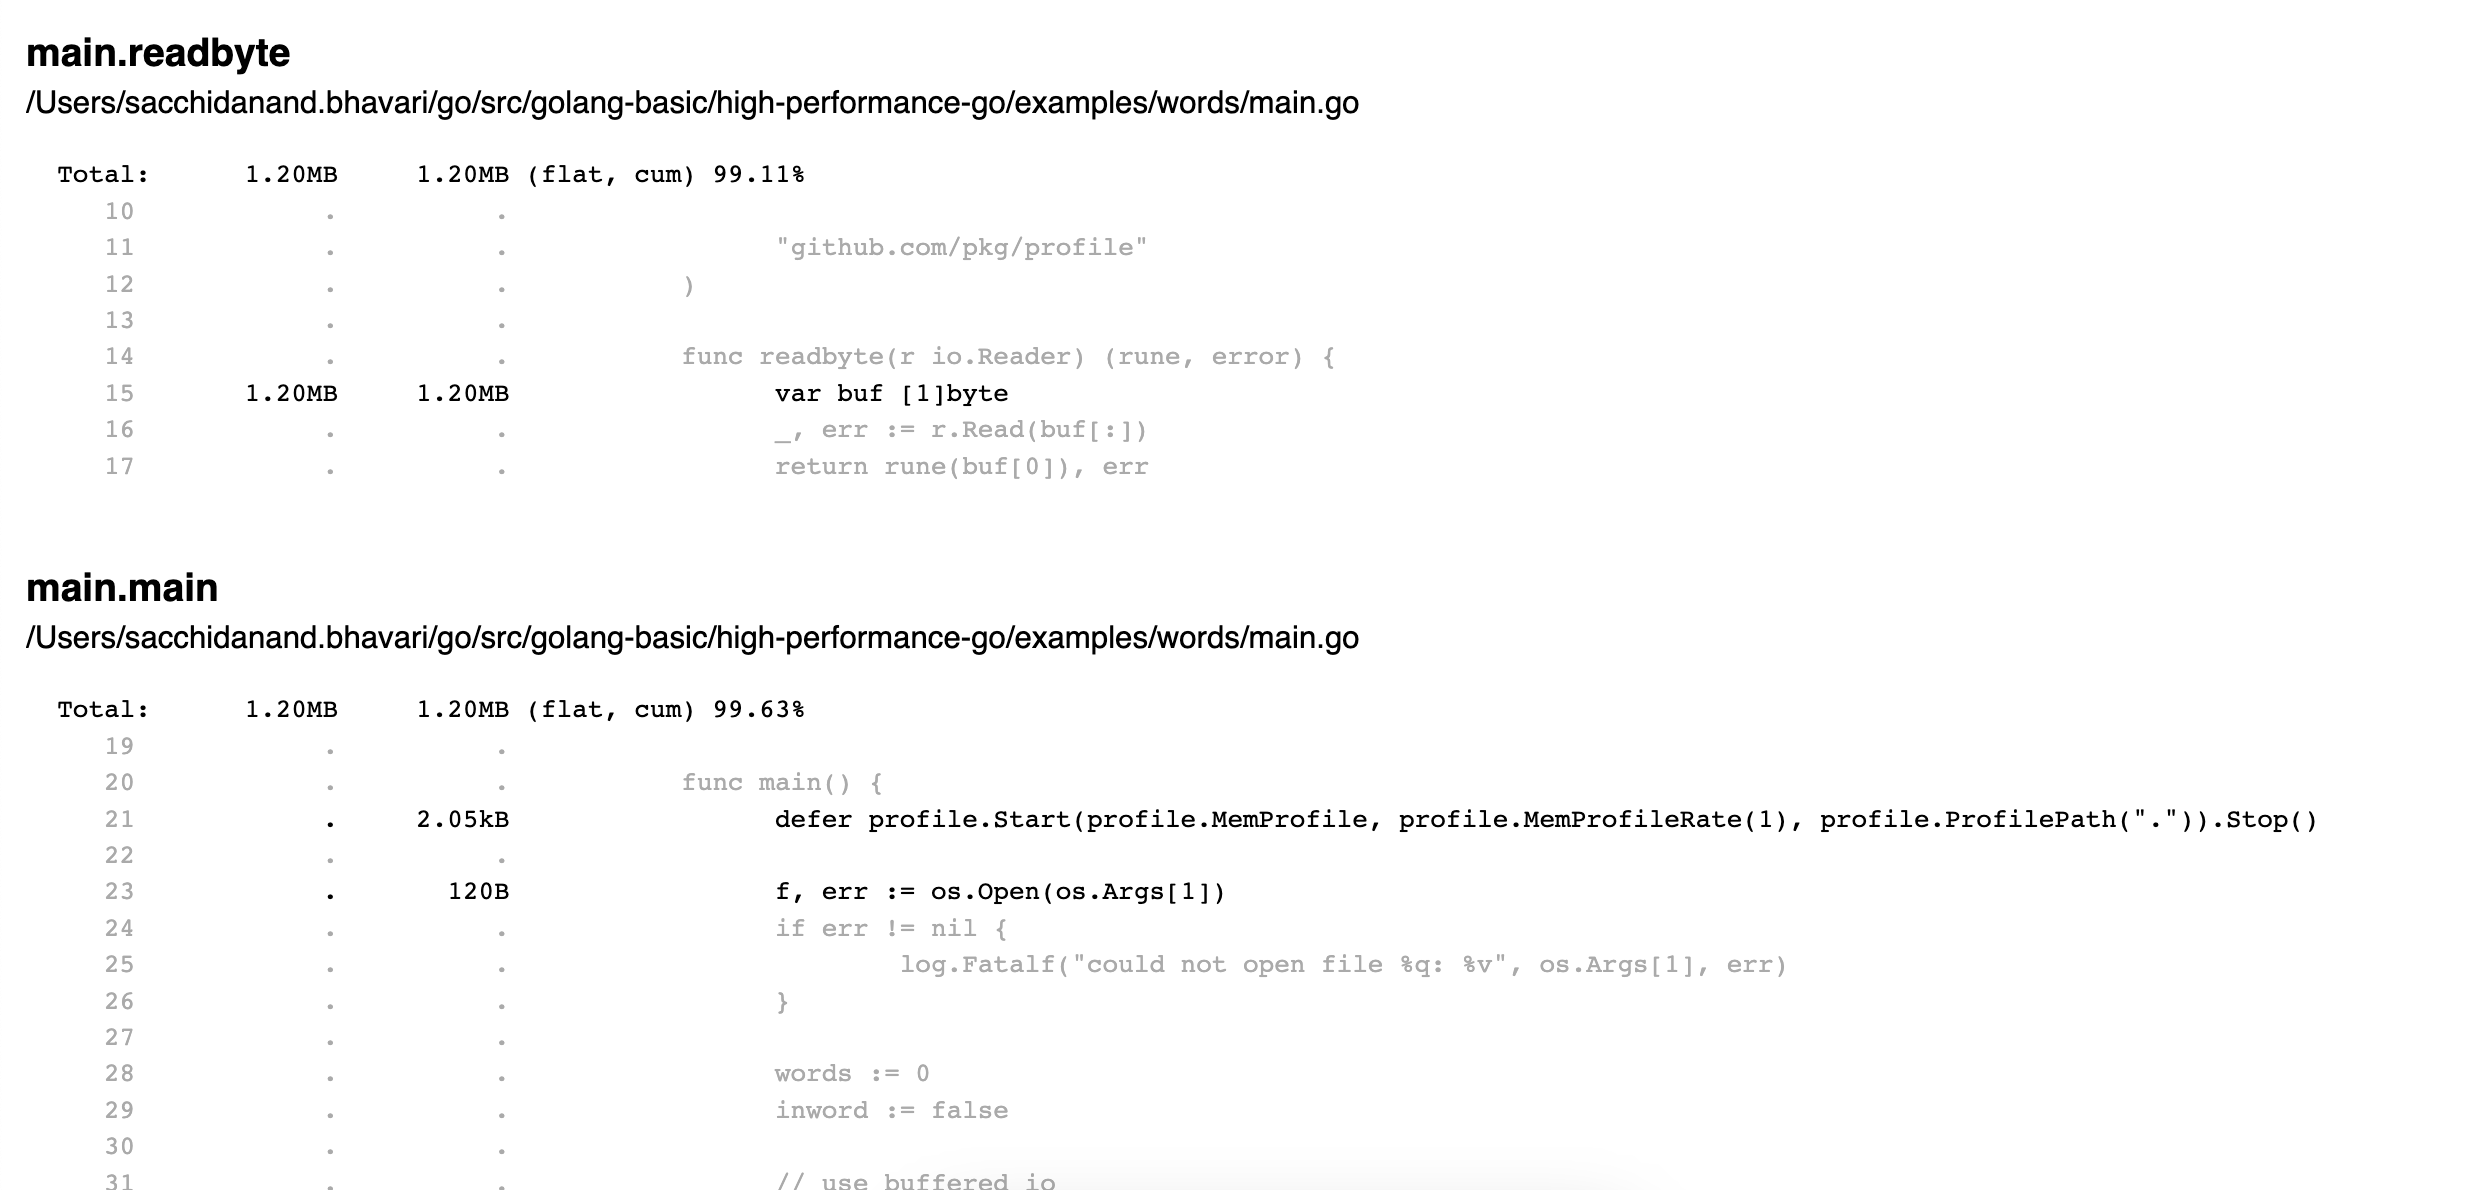 main.readbyte
/Users/sacchidanand.bhavari/go/src/golang-basic/high-performance-go/examples/words/main.go
Total: 1.20MB 1.20MB (flat, cum) 99.11%
10 . .
11 . . "github.com/pkg/profile"
12 . . )
13 . .
14 . . func readbyte(r io.Reader) (rune, error) {
15 1.20MB 1.20MB var buf [1]byte
16 . . _, err := r.Read(buf[:])
17 . . return rune(buf[0]), err
main.main
/Users/sacchidanand.bhavari/go/src/golang-basic/high-performance-go/examples/words/main.go
Total: 1.20MB 1.20MB (flat, cum) 99.63%
19 . .
20 . . func main() {
21 . 2.05kB defer profile.Start(profile.MemProfile, profile.MemProfileRate(1), profile.ProfilePath(".")).Stop()
22 . .
23 . 120B f, err := os.Open(os.Args[1])
24 . . if err != nil {
25 . . log.Fatalf("could not open file %q: %v", os.Args[1], err)
26 . . }
27 . .
28 . . words := 0
29 . . inword := false
30 . .
31 . . // use buffered io